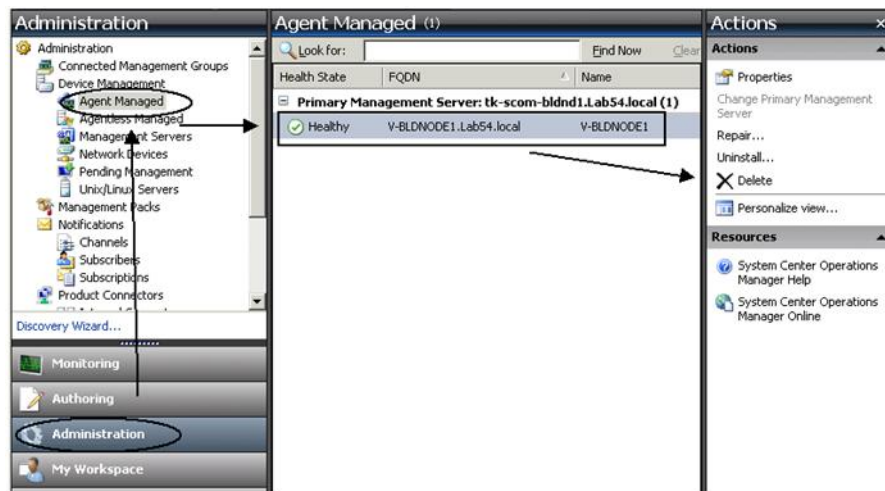 Administration
Administration
Connected Management Groups
Device Management
Agent Managed
Agentless Managed
Management Servers
Network Devices
Pending Management
Unix/Linux Servers
Management Packs
Notifications
Channels
Subscribers
Subscriptions
Product Connectors
Discovery Wizard...
Monitoring
Authoring
Administration
My Workspace
Agent Managed (1)
Look for:
Find Now
Clear
Health State
FQDN
Name
Primary Management Server: tk-scom-bldnd1.Lab54.local (1)
Healthy
V-BLDNODE1.Lab54.local
V-BLDNODE1
Actions
Actions
Properties
Change Primary Management
Server
Repair...
Uninstall...
Delete
Personalize view...
Resources
System Center Operations
Manager Help
System Center Operations
Manager Online